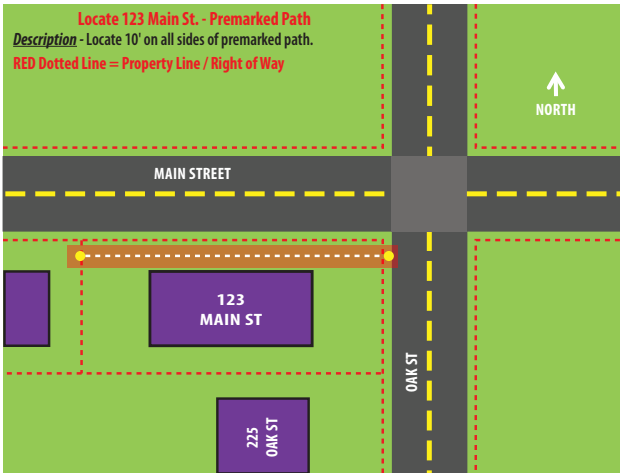 Locate 123 Main St. - Premarked Path
Description - Locate 10' on all sides of premarked path.
RED Dotted Line = Property Line / Right of Way
NORTH
MAIN STREET
123
MAIN ST
OAK ST
225
OAK ST